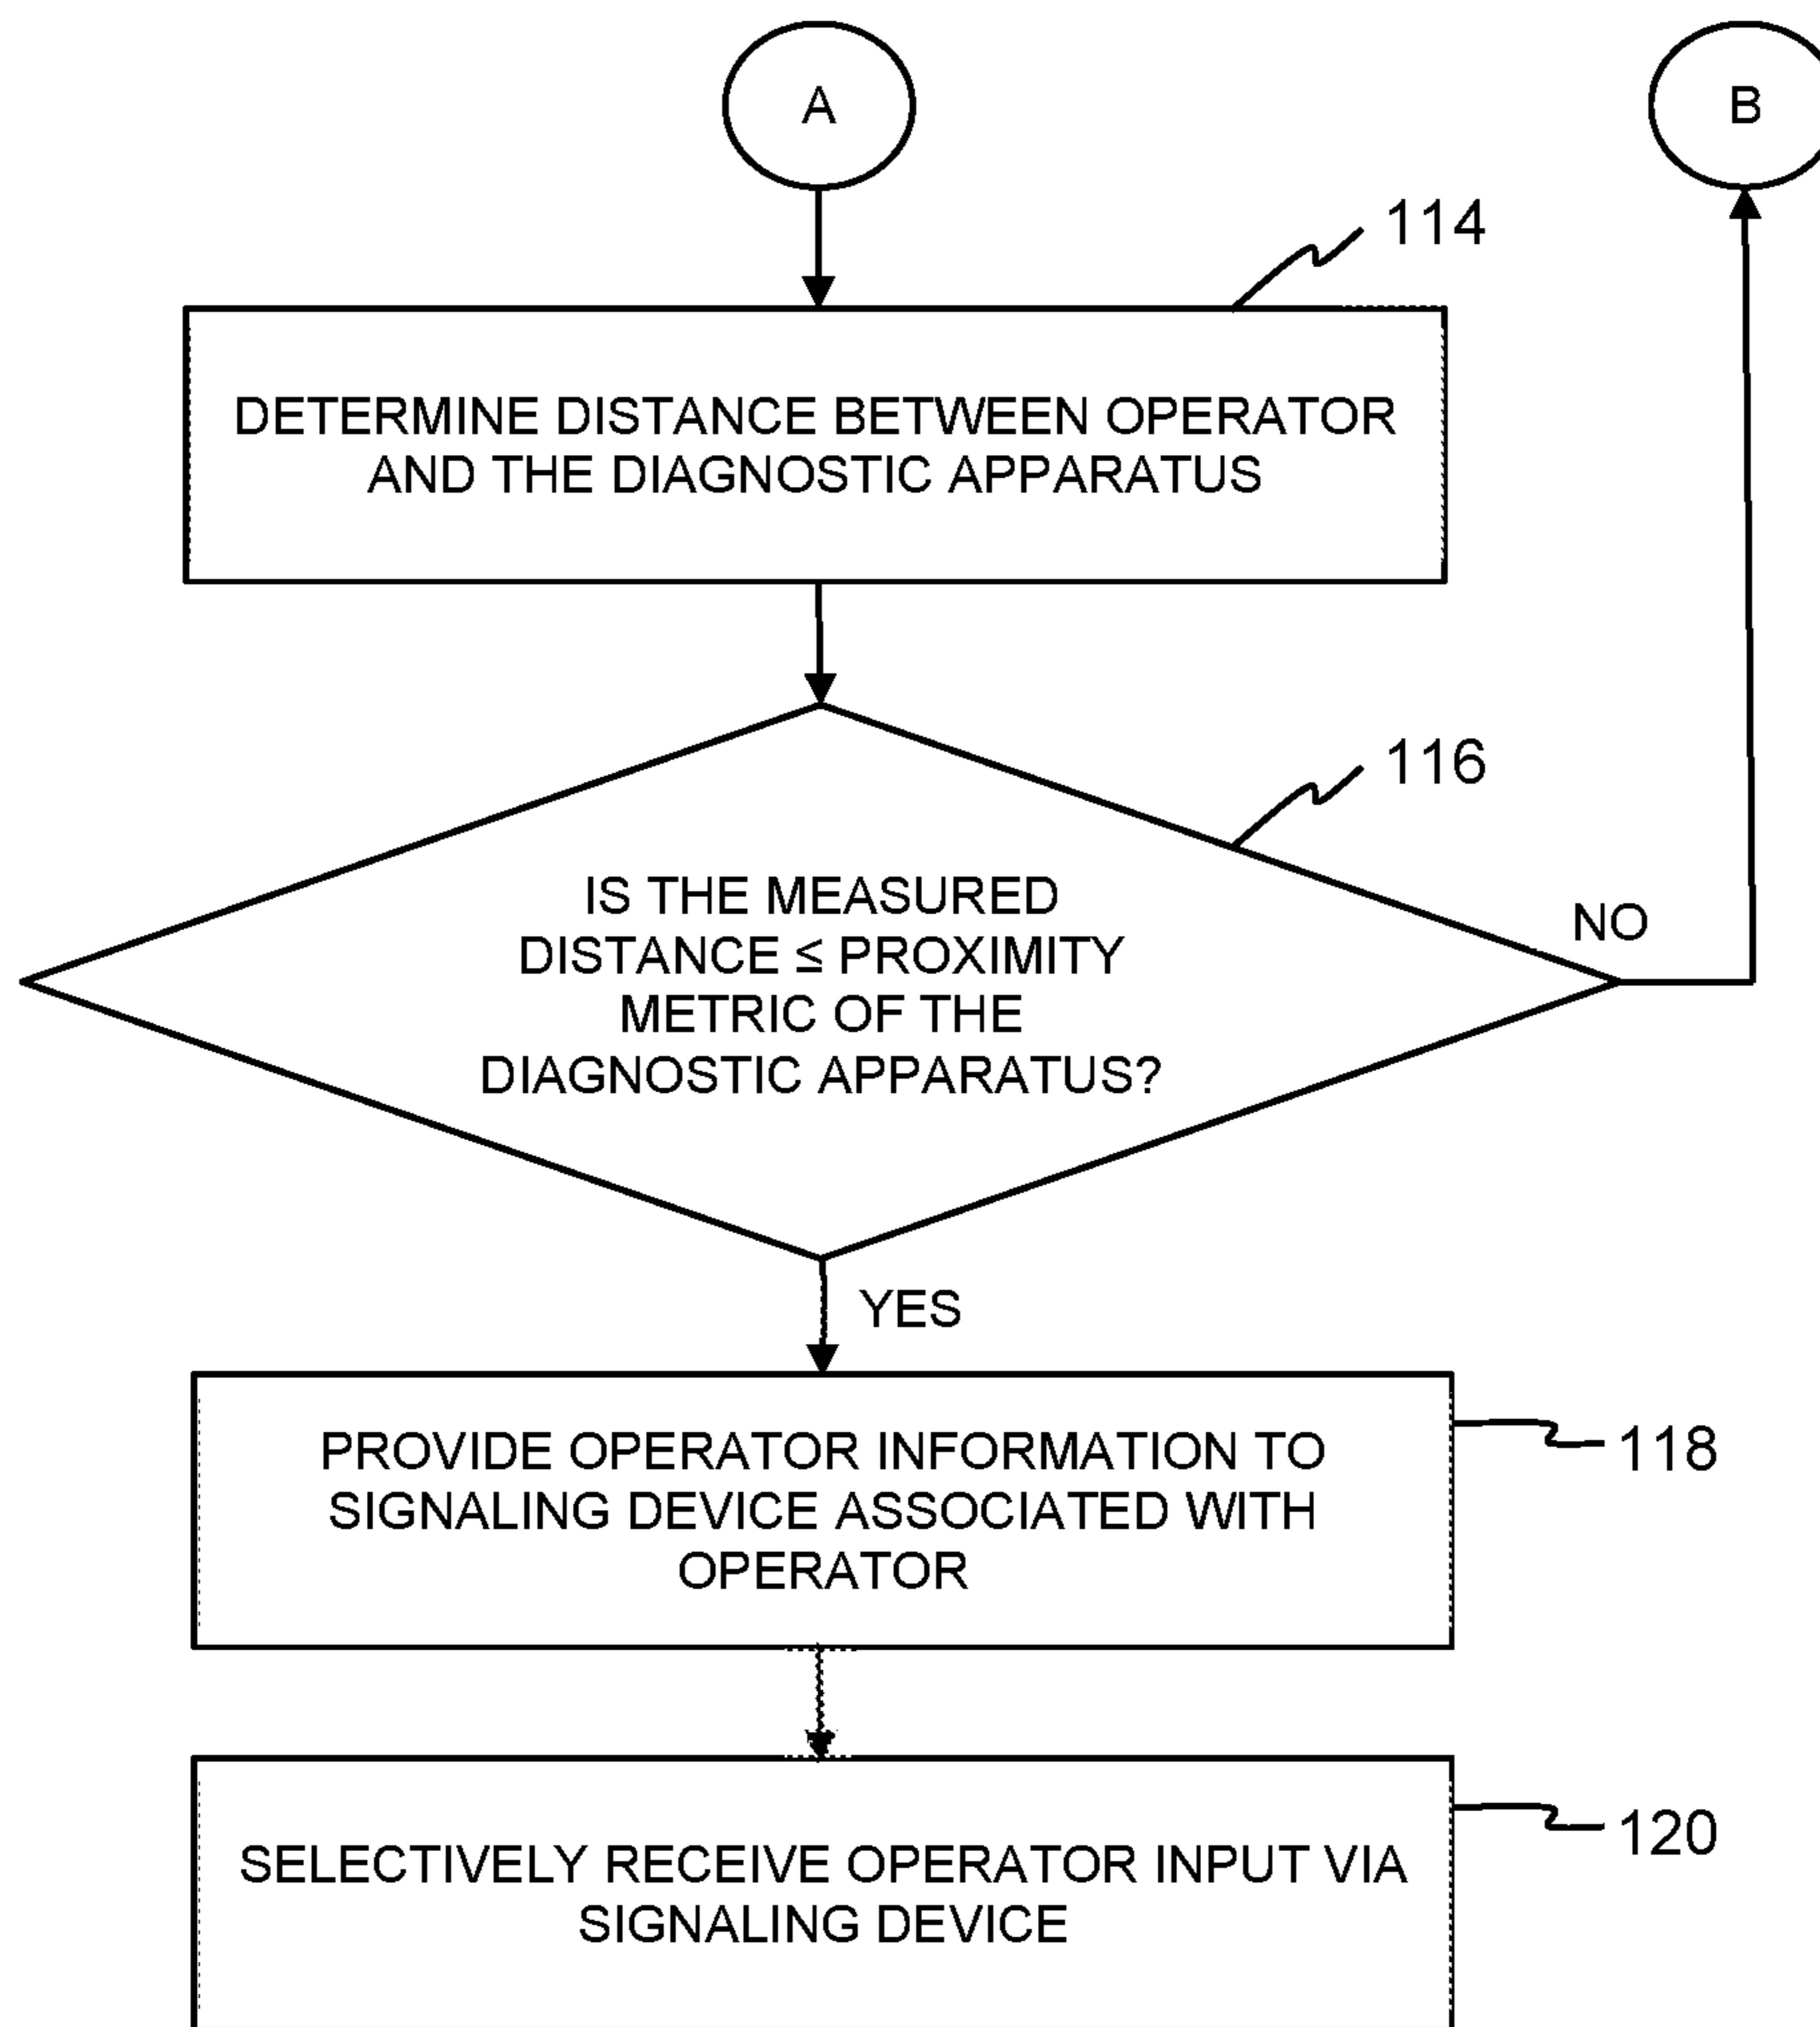 A
B
114
DETERMINE DISTANCE BETWEEN OPERATOR
AND THE DIAGNOSTIC APPARATUS
116
IS THE MEASURED
DISTANCE ≤ PROXIMITY
METRIC OF THE
DIAGNOSTIC APPARATUS?
NO
YES
PROVIDE OPERATOR INFORMATION TO
SIGNALING DEVICE ASSOCIATED WITH
OPERATOR
118
SELECTIVELY RECEIVE OPERATOR INPUT VIA
SIGNALING DEVICE
120